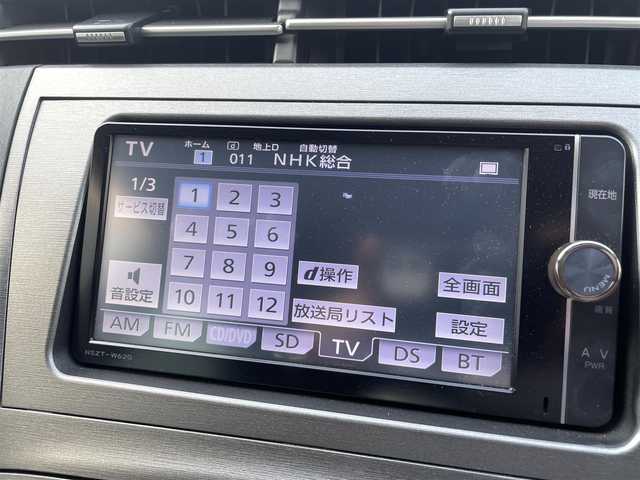 TV ホーム 1 d 地上D 011 自動切替 NHK総合
1/3
サービス切替
1 2 3
4 5 6
7 8 9
10 11 12
音設定
d操作
全画面
放送局リスト
設定
AM FM CD/DVD SD TV DS BT
NSZT-W62G
現在地
MENU
画質
A V
PWR